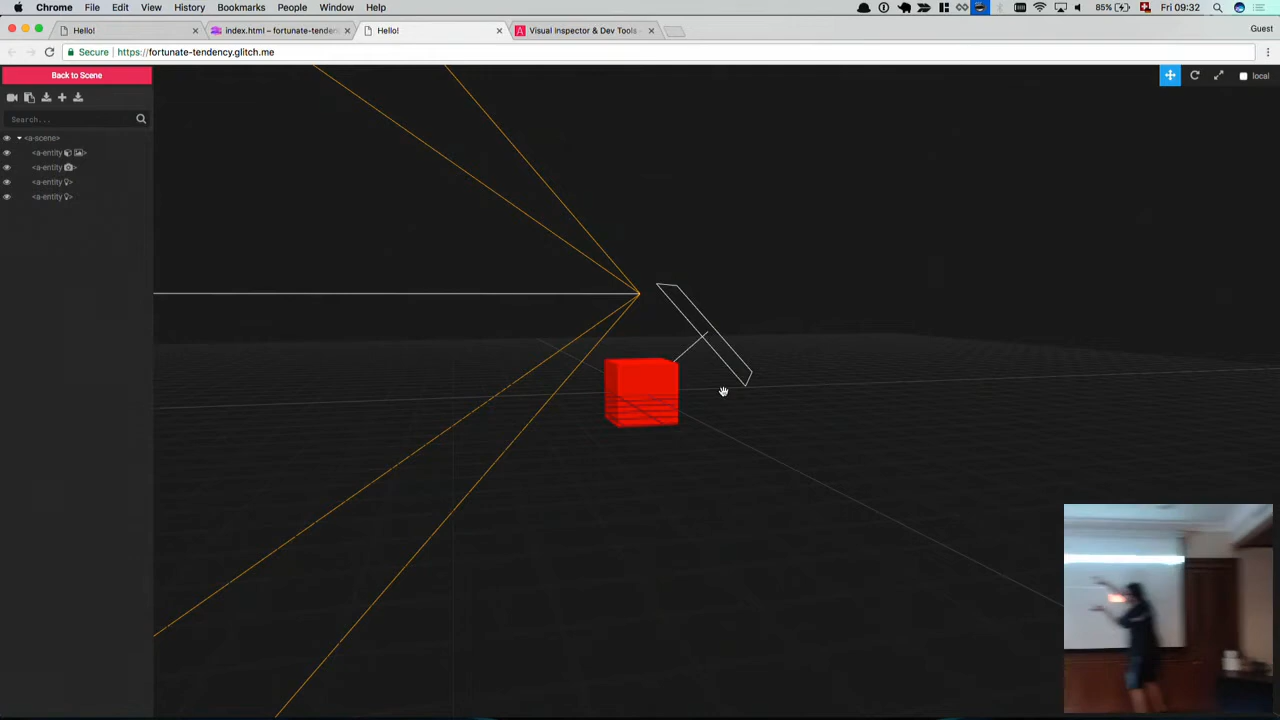 Chrome File Edit View History Bookmarks People Window Help 85% Fri 09:32
Hello! index.html – fortunate-tenden Hello! Visual Inspector & Dev Tools - Guest
Secure https://fortunate-tendency.glitch.me
Back to Scene local
Search...
<a-scene>
<a-entity >
<a-entity >
<a-entity >
<a-entity >